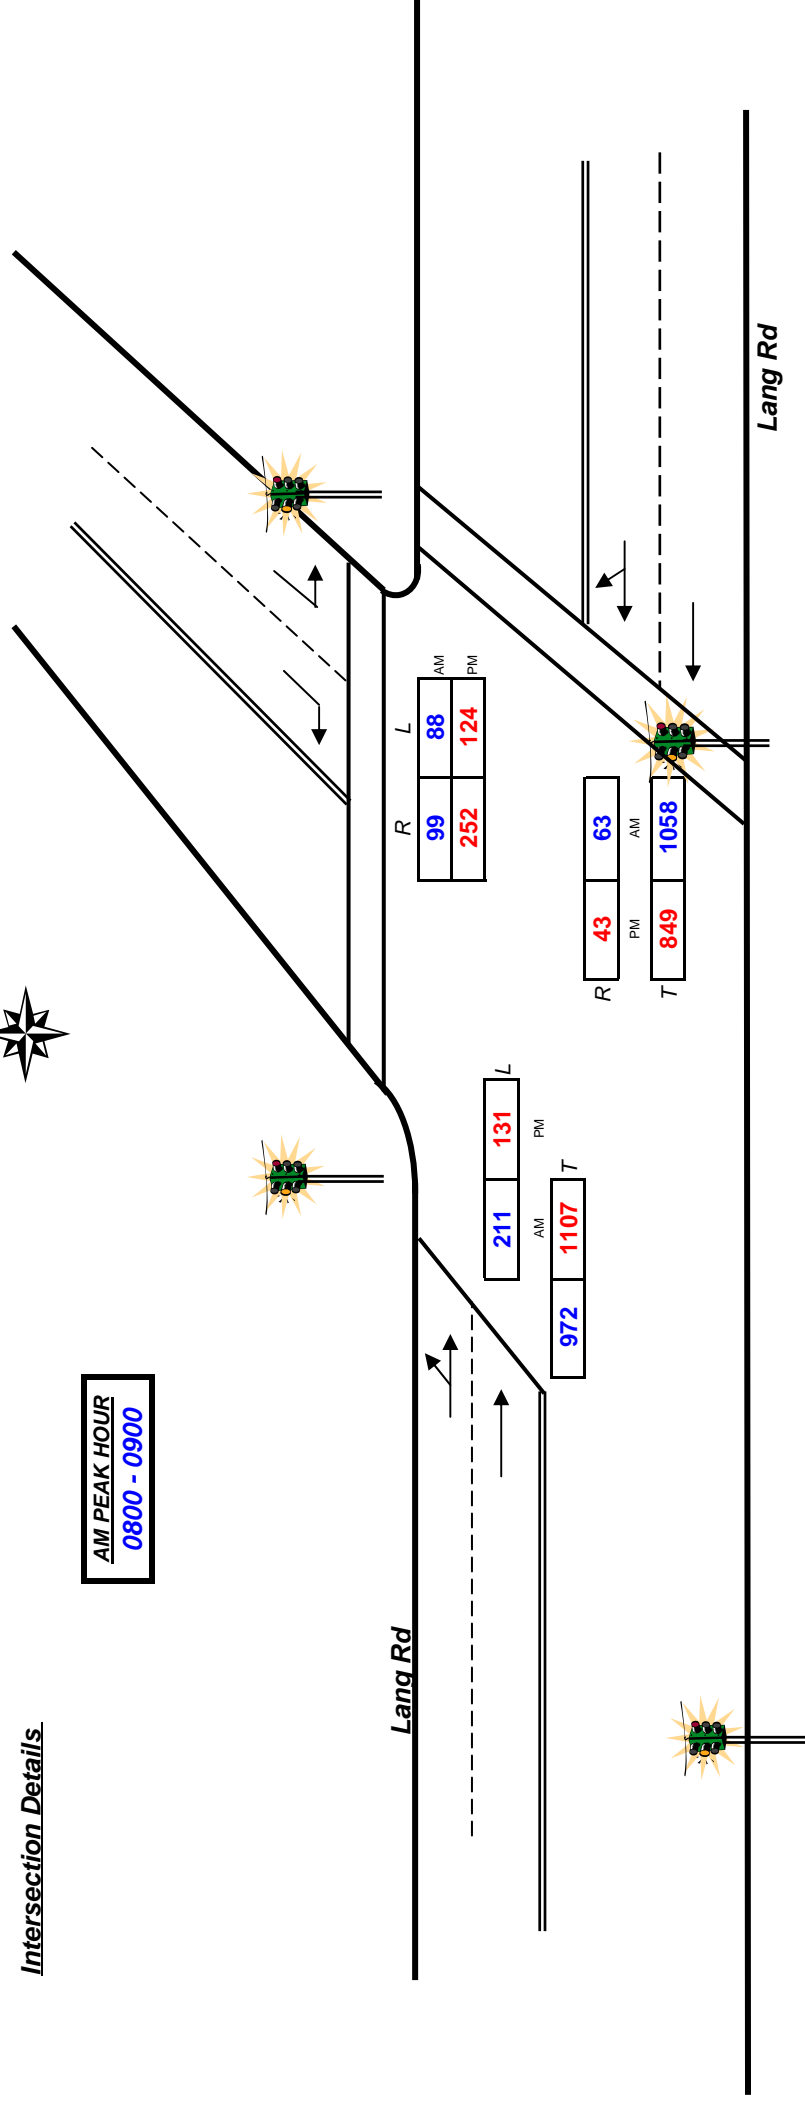 Intersection Details
AM PEAK HOUR
0800 - 0900
Lang Rd
R L
99 88 AM
252 124 PM
211 131 L
AM PM
972 1107 T
R 43 63
PM AM
T 849 1058
Lang Rd